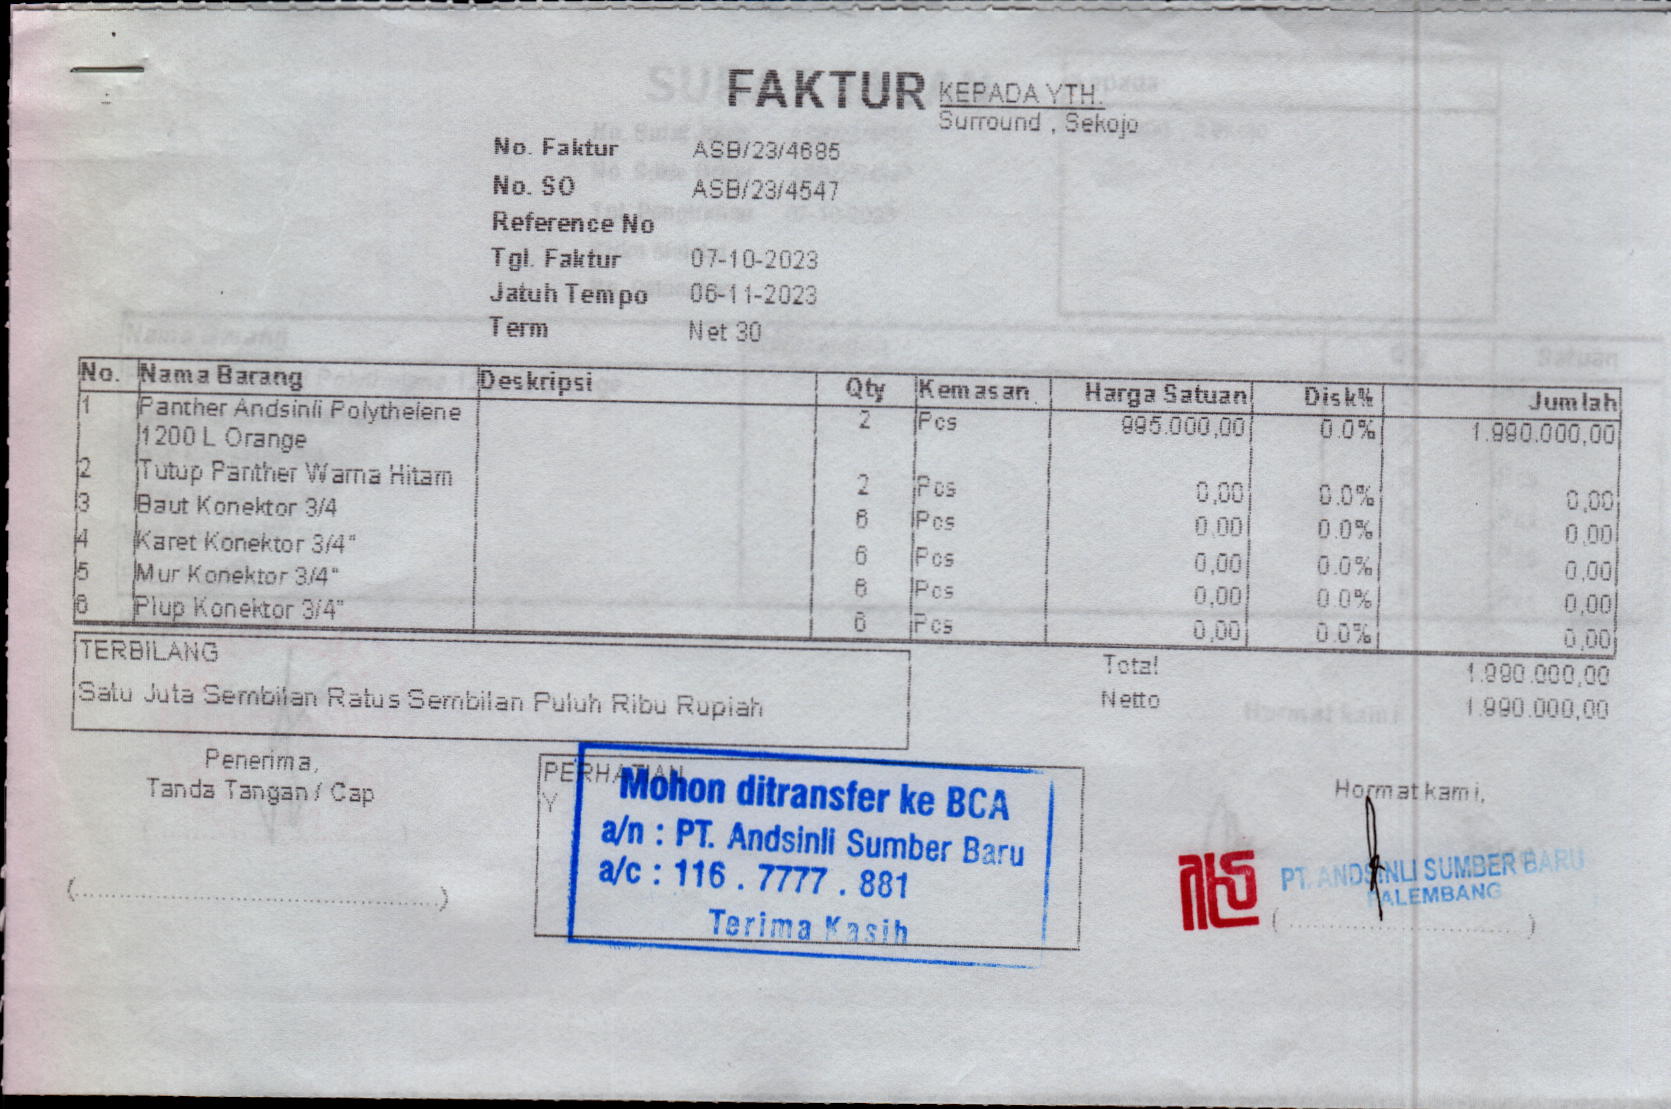 FAKTUR
KEPADA YTH.
Surround , Sekojo
No. Faktur ASB/23/4685
No. SO ASB/23/4547
Reference No
Tgl. Faktur 07-10-2023
Jatuh Tempo 06-11-2023
Term Net 30
No. Nama Barang Deskripsi Qty Kemasan Harga Satuan Disk% Jumlah
1 Panther Andsinli Polytheiene 2 Pcs 995.000,00 0.0% 1.990.000,00
1200 L Orange
2 Tutup Panther Warna Hitam 2 Pcs 0,00 0.0% 0,00
3 Baut Konektor 3/4 6 Pcs 0,00 0.0% 0,00
4 Karet Konektor 3/4" 6 Pcs 0,00 0.0% 0,00
5 Mur Konektor 3/4" 6 Pcs 0,00 0.0% 0,00
6 Plup Konektor 3/4" 6 Pcs 0,00 0.0% 0,00
TERBILANG
Satu Juta Sembilan Ratus Sembilan Puluh Ribu Rupiah
Total 1.990.000,00
Netto 1.990.000,00
Penerima,
Tanda Tangan / Cap
PERHATIAN
Y
Mohon ditransfer ke BCA
a/n : PT. Andsinli Sumber Baru
a/c : 116 . 7777 . 881
Terima Kasih
Hormat kami,
PT. ANDSINLI SUMBER BARU
PALEMBANG